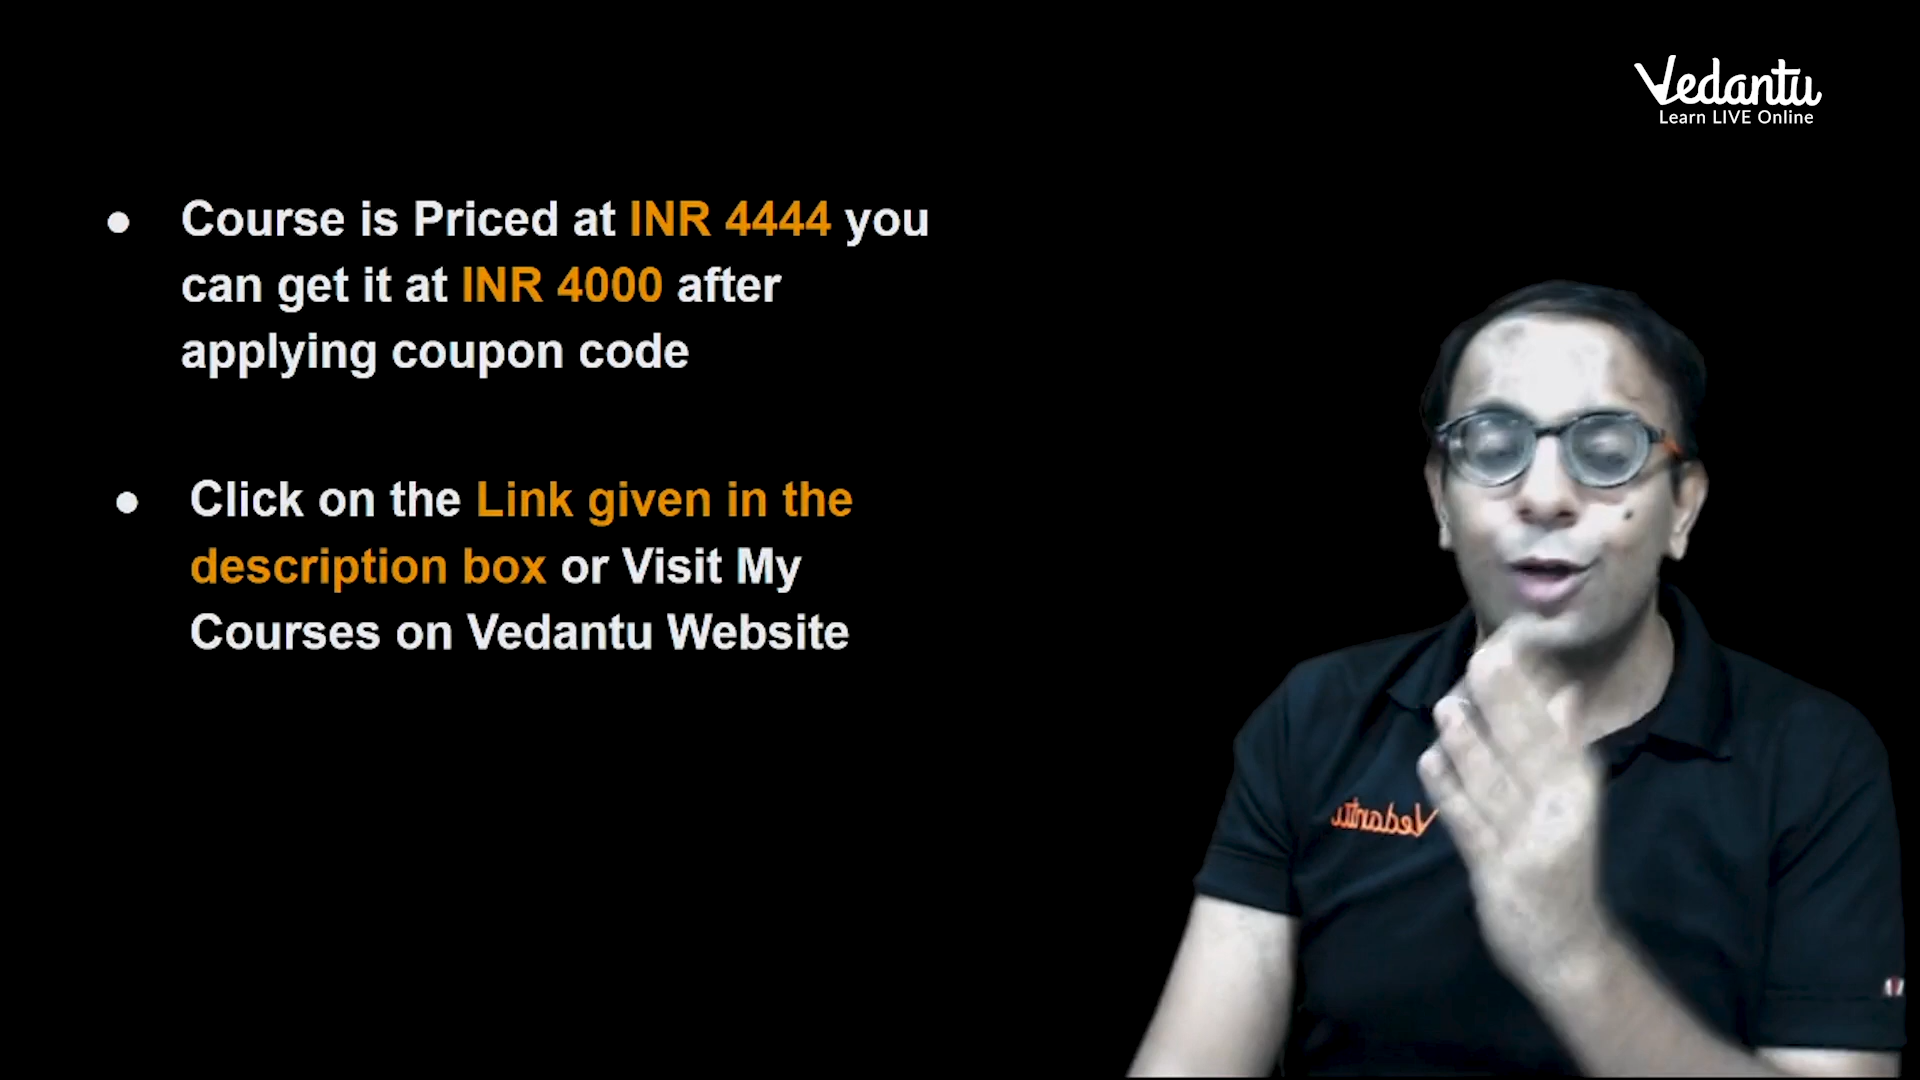 Vedantu
Learn LIVE Online
Course is Priced at INR 4444 you
can get it at INR 4000 after
applying coupon code
Click on the Link given in the
description box or Visit My
Courses on Vedantu Website
Vedantu